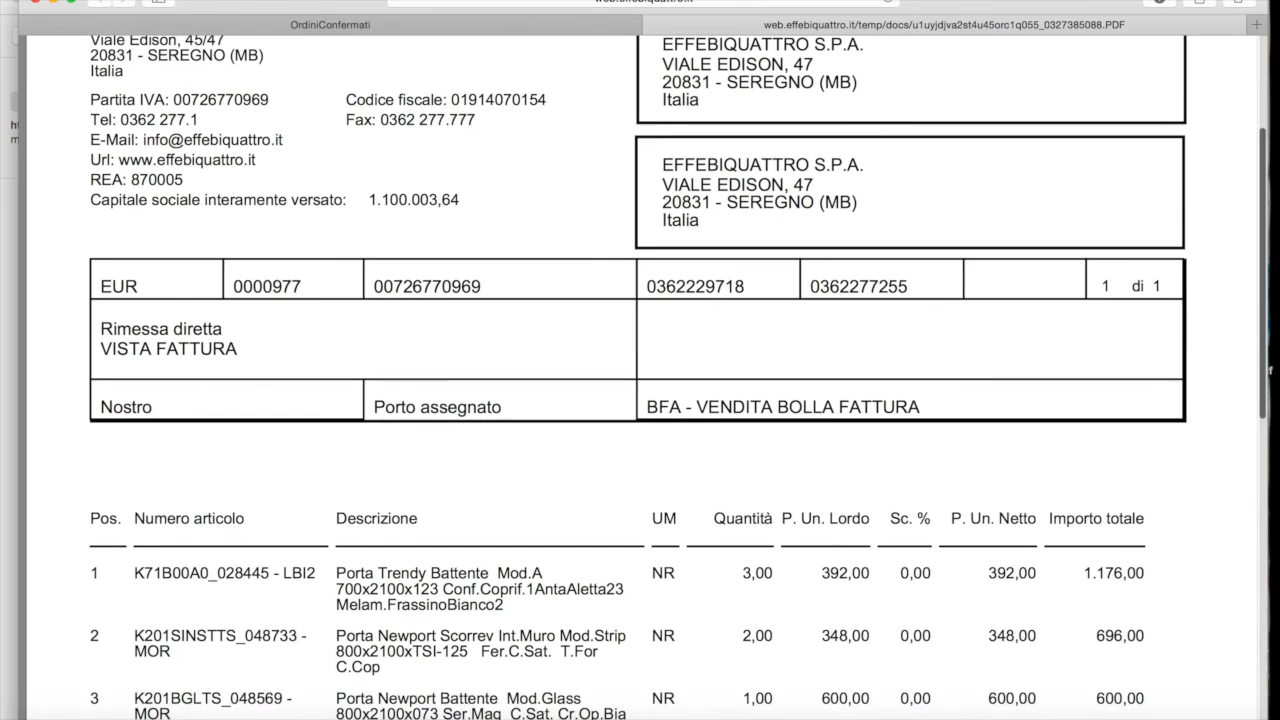 OrdiniConfermati
web.effebiquattro.it/temp/docs/u1uyjdjva2st4u45orc1q055_0327385088.PDF
Viale Edison, 45/47
20831 - SEREGNO (MB)
Italia
Partita IVA: 00726770969 Codice fiscale: 01914070154
Tel: 0362 277.1 Fax: 0362 277.777
E-Mail: info@effebiquattro.it
Url: www.effebiquattro.it
REA: 870005
Capitale sociale interamente versato: 1.100.003,64
EFFEBIQUATTRO S.P.A.
VIALE EDISON, 47
20831 - SEREGNO (MB)
Italia
EFFEBIQUATTRO S.P.A.
VIALE EDISON, 47
20831 - SEREGNO (MB)
Italia
EUR 0000977 00726770969 0362229718 0362277255 1 di 1
Rimessa diretta
VISTA FATTURA
Nostro Porto assegnato BFA - VENDITA BOLLA FATTURA
Pos. Numero articolo Descrizione UM Quantità P. Un. Lordo Sc. % P. Un. Netto Importo totale
1 K71B00A0_028445 - LBI2 Porta Trendy Battente Mod.A NR 3,00 392,00 0,00 392,00 1.176,00
700x2100x123 Conf.Coprif.1AntaAletta23
Melam.FrassinoBianco2
2 K201SINSTTS_048733 - Porta Newport Scorrev Int.Muro Mod.Strip NR 2,00 348,00 0,00 348,00 696,00
MOR 800x2100xTSI-125 Fer.C.Sat. T.For
C.Cop
3 K201BGLTS_048569 - Porta Newport Battente Mod.Glass NR 1,00 600,00 0,00 600,00 600,00
MOR 800x2100x073 Ser.Mag C.Sat. Cr.Op.Bia